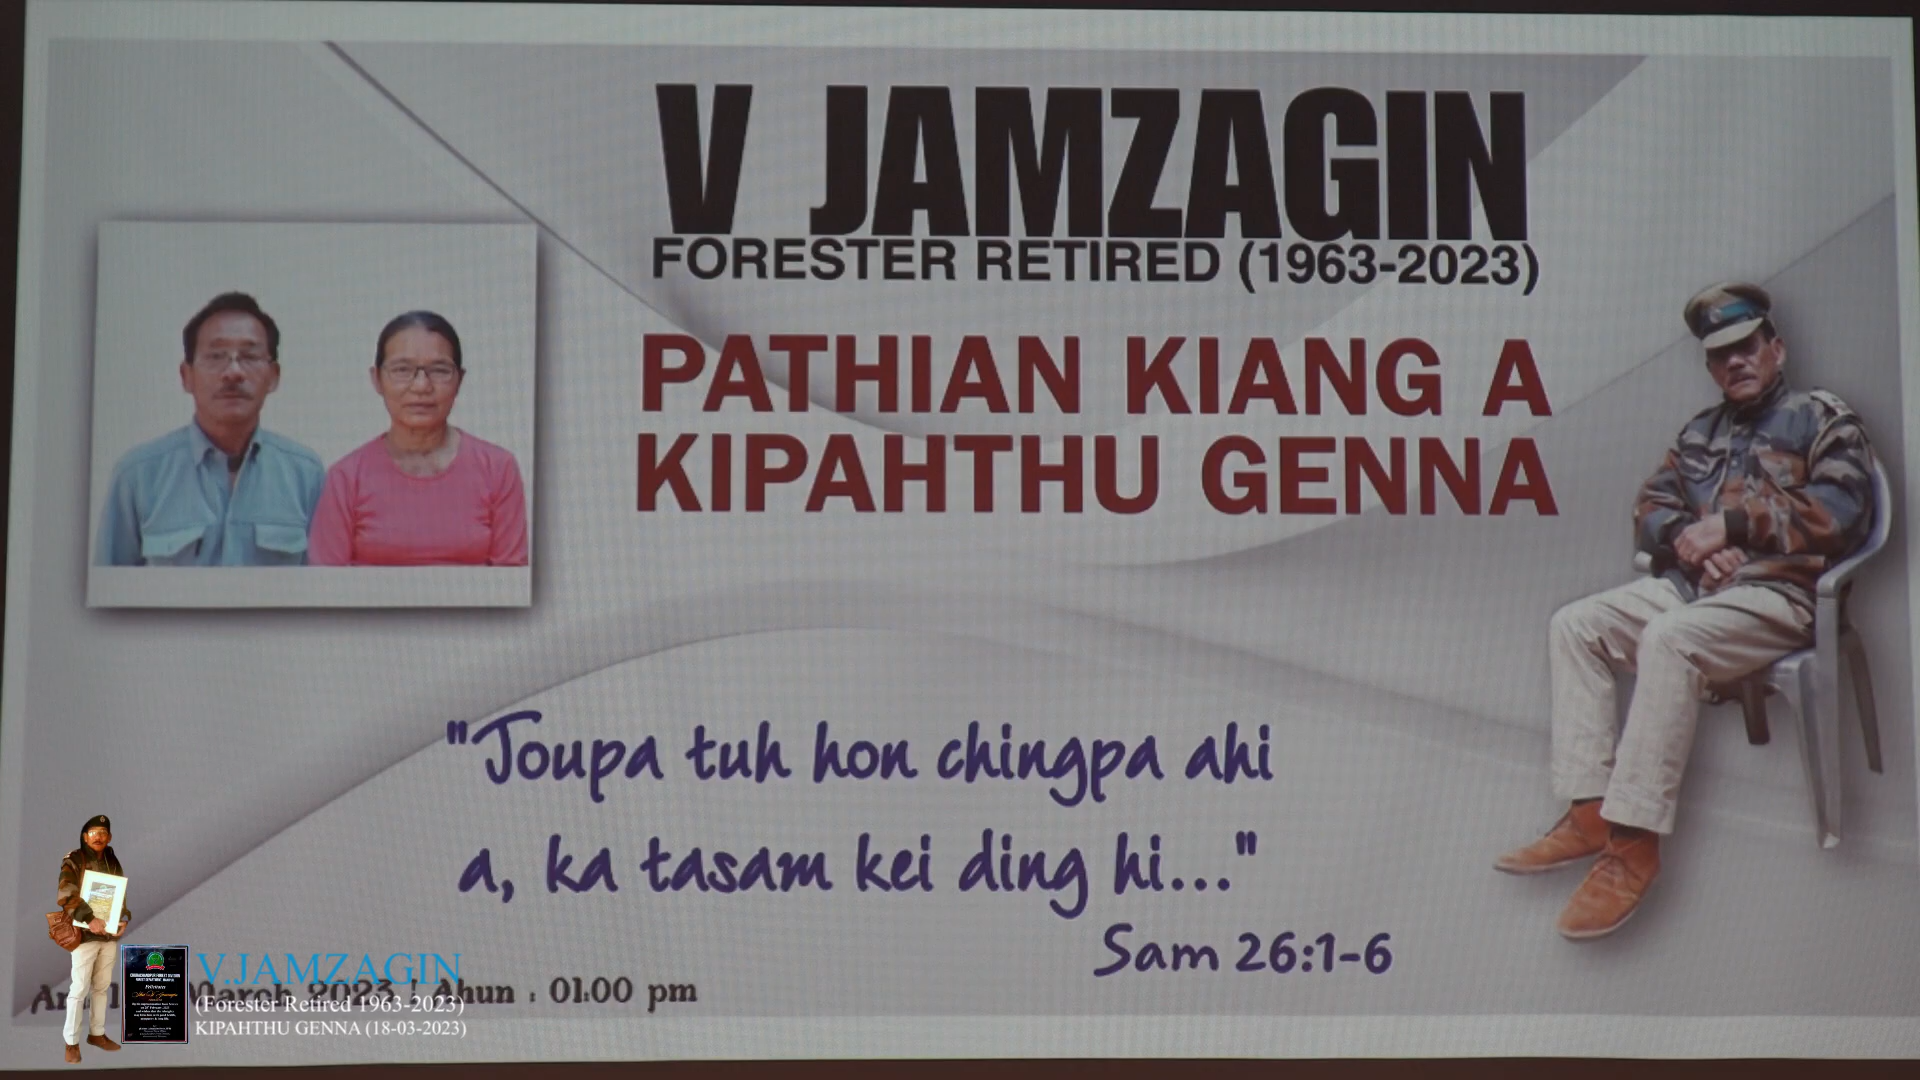 V JAMZAGIN
FORESTER RETIRED (1963-2023)
PATHIAN KIANG A
KIPAHTHU GENNA
"Joupa tuh hon chingpa ahi
a, ka tasam kei ding hi..."
Sam 26:1-6
March 2023 | Ahun : 01:00 pm
V.JAMZAGIN
(Forester Retired 1963-2023)
KIPAHTHU GENNA (18-03-2023)